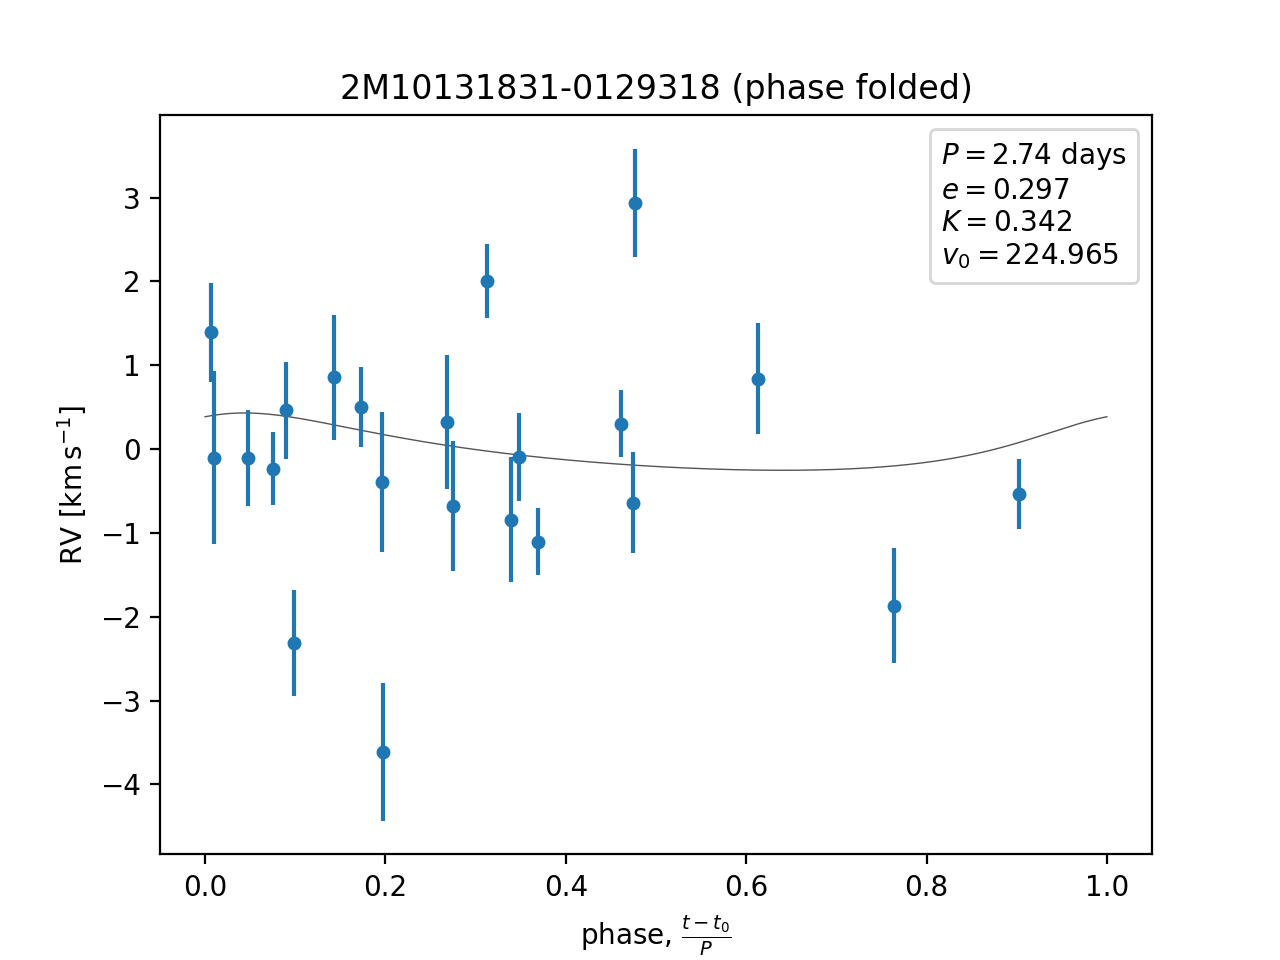 2M10131831-0129318 (phase folded)
P = 2.74 days
e = 0.297
K = 0.342
v₀ = 224.965
RV [km s⁻¹]
3
2
1
0
−1
−2
−3
−4
0.0 0.2 0.4 0.6 0.8 1.0
phase, (t − t₀)/P